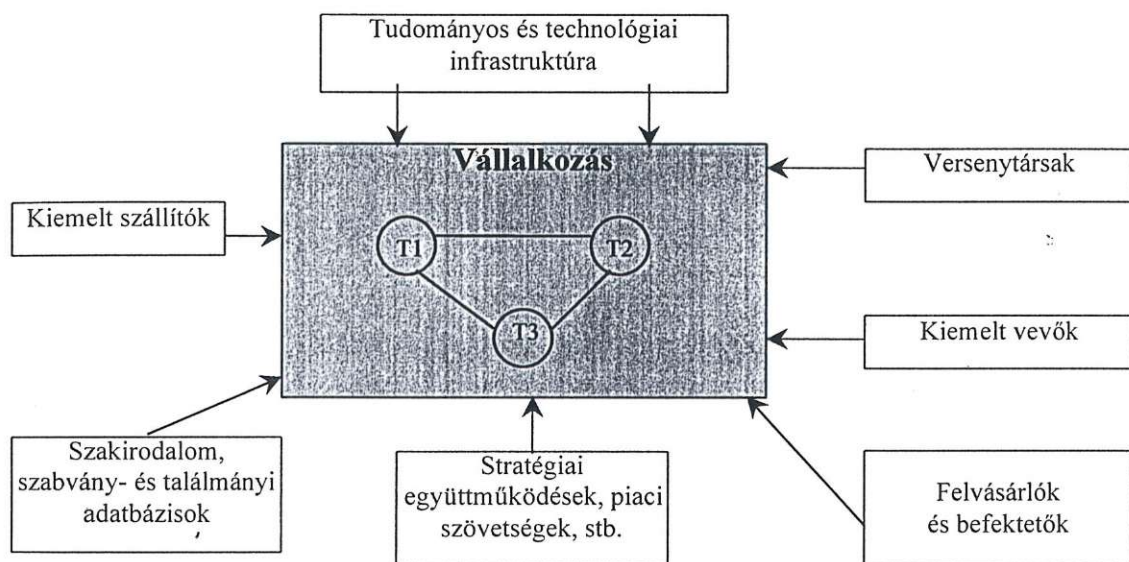 Tudományos és technológiai
infrastruktúra
Vállalkozás
Versenytársak
Kiemelt szállítók
T1
T2
T3
Kiemelt vevők
Szakirodalom,
szabvány- és találmányi
adatbázisok
Stratégiai
együttműködések, piaci
szövetségek, stb.
Felvásárlók
és befektetők